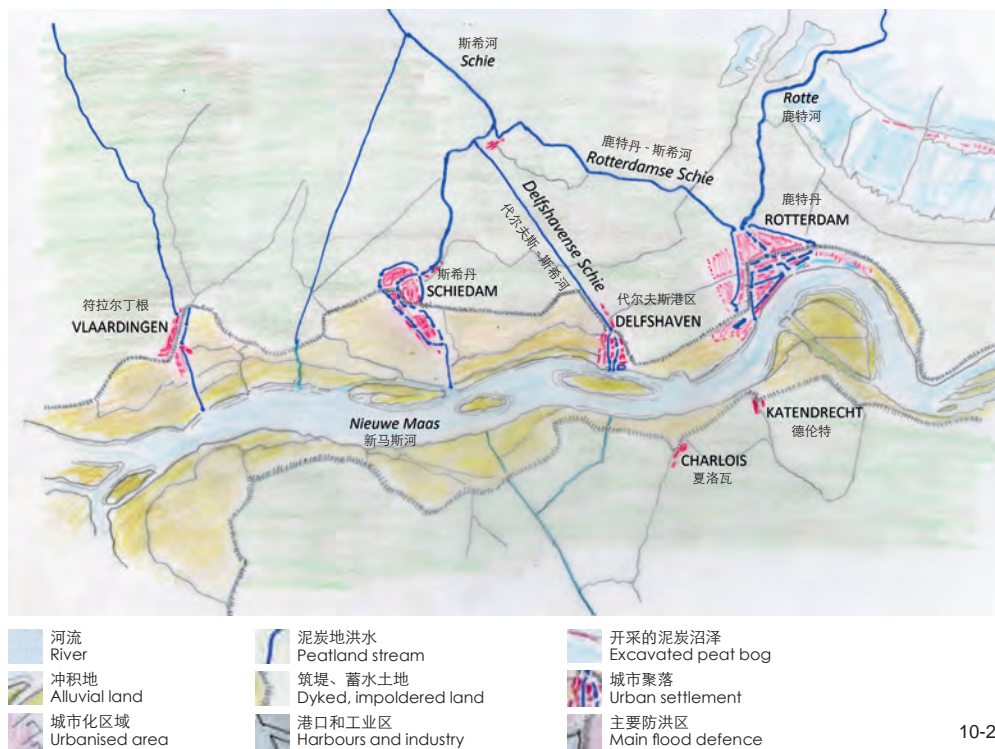 斯希河
Schie
Rotte
鹿特河
鹿特丹 - 斯希河
Rotterdamse Schie
鹿特丹
ROTTERDAM
Delfshavense Schie
代尔夫斯 - 斯希河
斯希丹
SCHIEDAM
符拉尔丁根
VLAARDINGEN
代尔夫斯港区
DELFSHAVEN
Nieuwe Maas
新马斯河
KATENDRECHT
德伦特
CHARLOIS
夏洛瓦
河流
River
泥炭地洪水
Peatland stream
开采的泥炭沼泽
Excavated peat bog
冲积地
Alluvial land
筑堤、蓄水土地
Dyked, impoldered land
城市聚落
Urban settlement
城市化区域
Urbanised area
港口和工业区
Harbours and industry
主要防洪区
Main flood defence
10-2